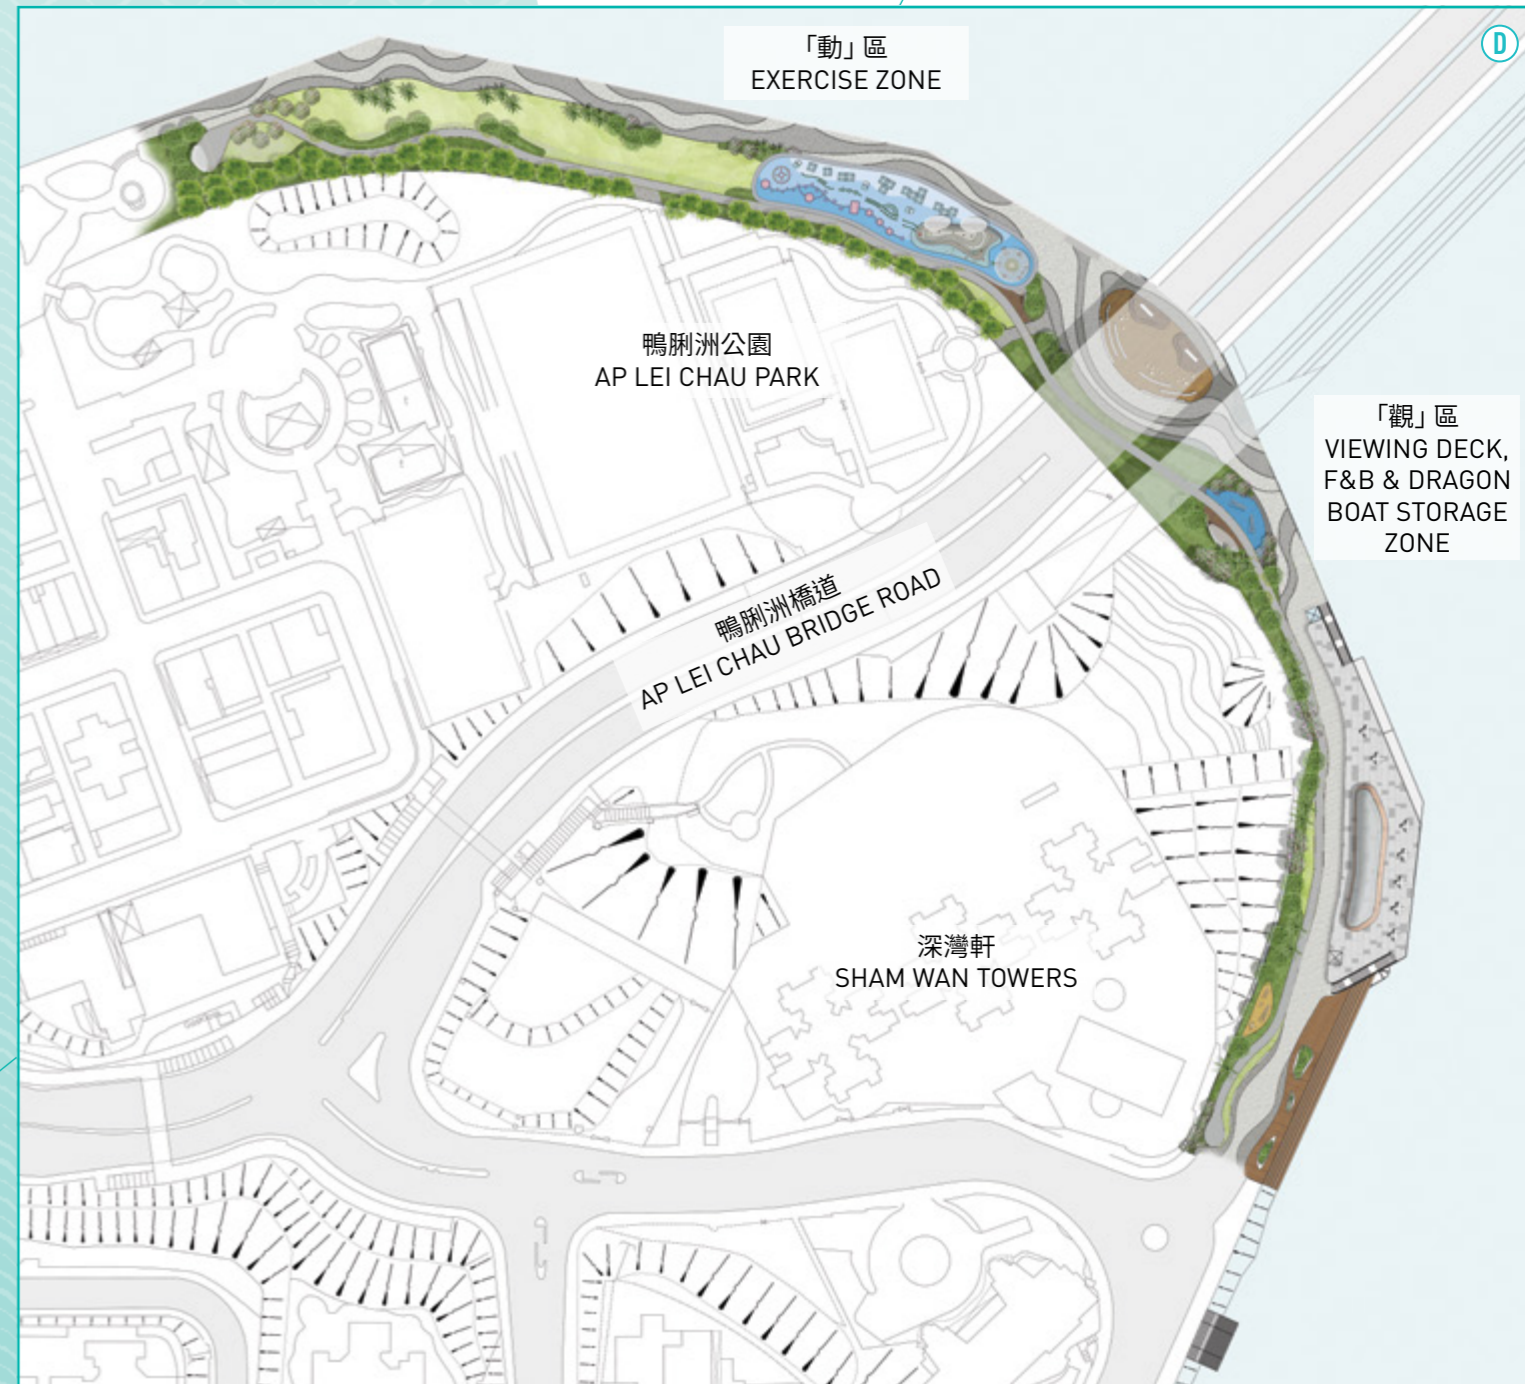 「動」區
EXERCISE ZONE
D
鴨脷洲公園
AP LEI CHAU PARK
「觀」區
VIEWING DECK,
F&B & DRAGON
BOAT STORAGE
ZONE
鴨脷洲橋道
AP LEI CHAU BRIDGE ROAD
深灣軒
SHAM WAN TOWERS